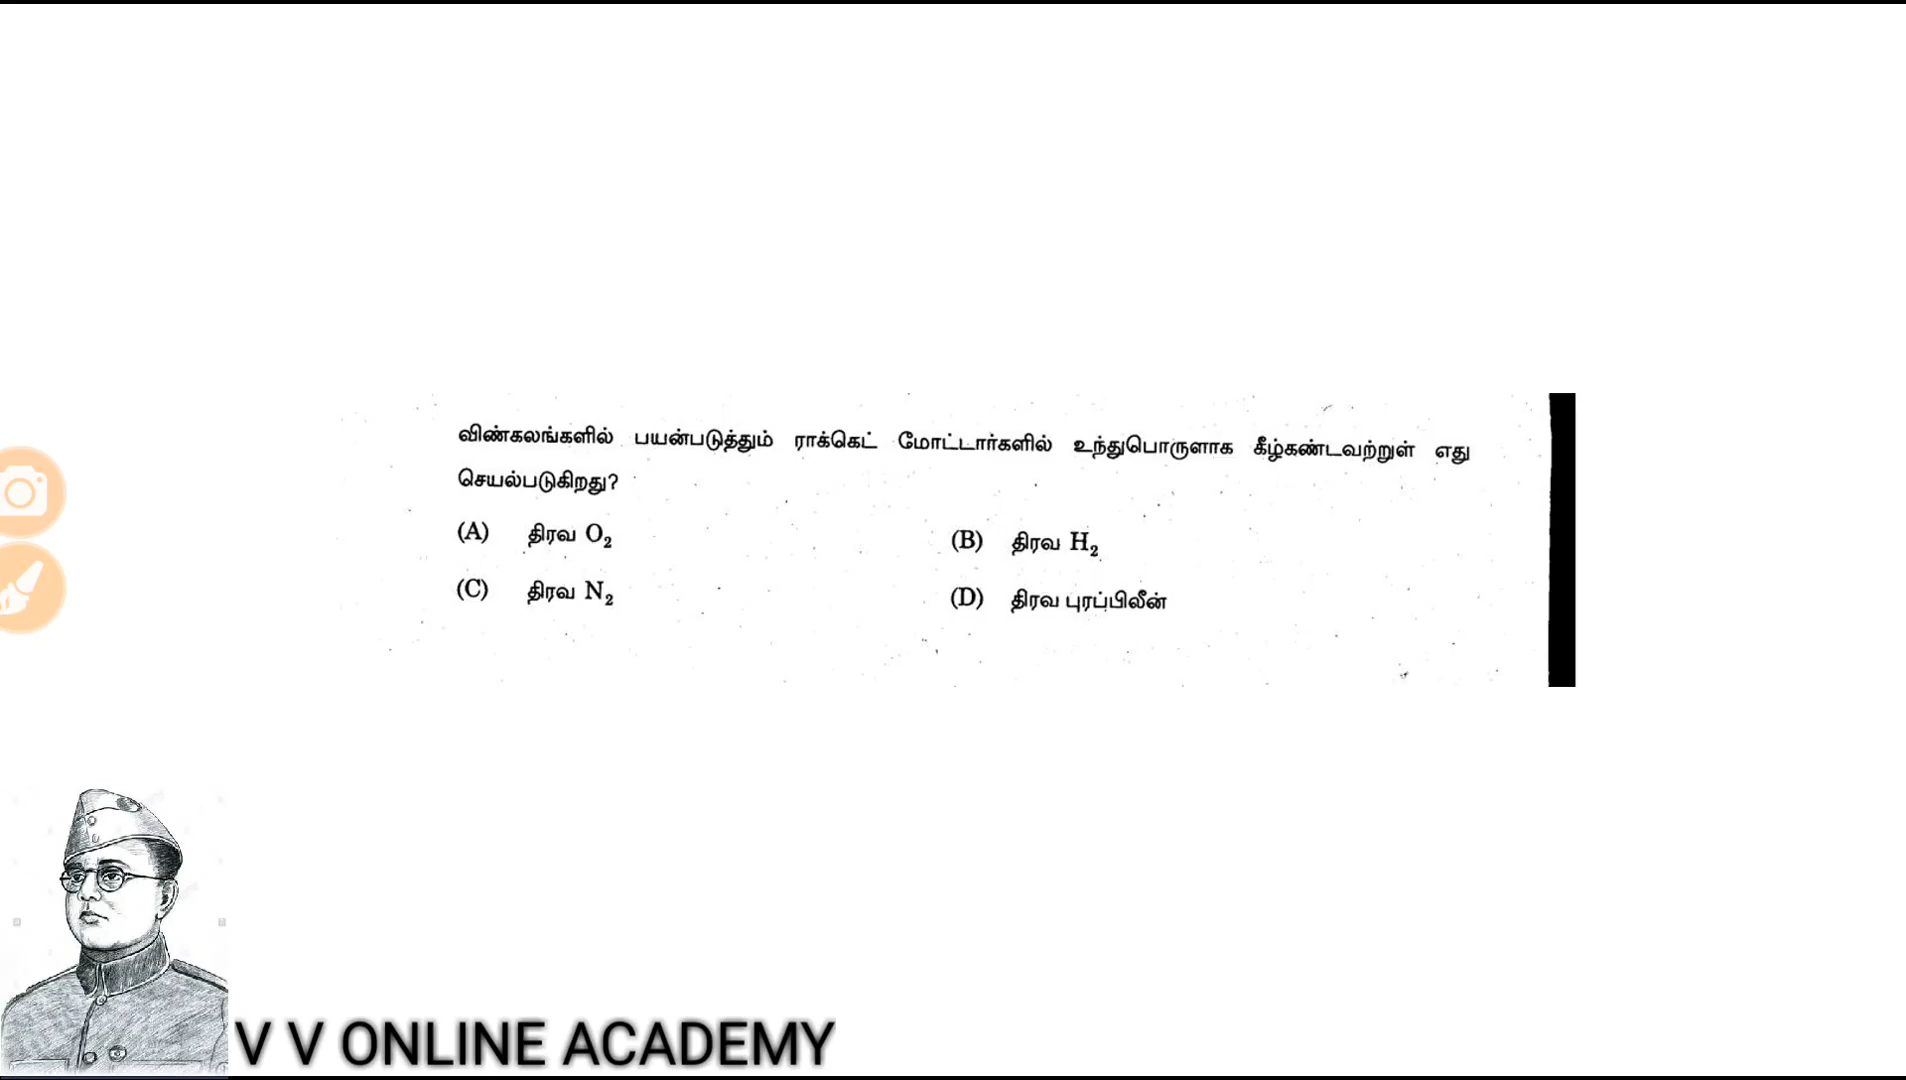 விண்கலங்களில் பயன்படுத்தும் ராக்கெட் மோட்டார்களில் உந்துபொருளாக கீழ்கண்டவற்றுள் எது
செயல்படுகிறது?
(A) திரவ O₂ (B) திரவ H₂
(C) திரவ N₂ (D) திரவ புரப்பிலீன்
V V ONLINE ACADEMY